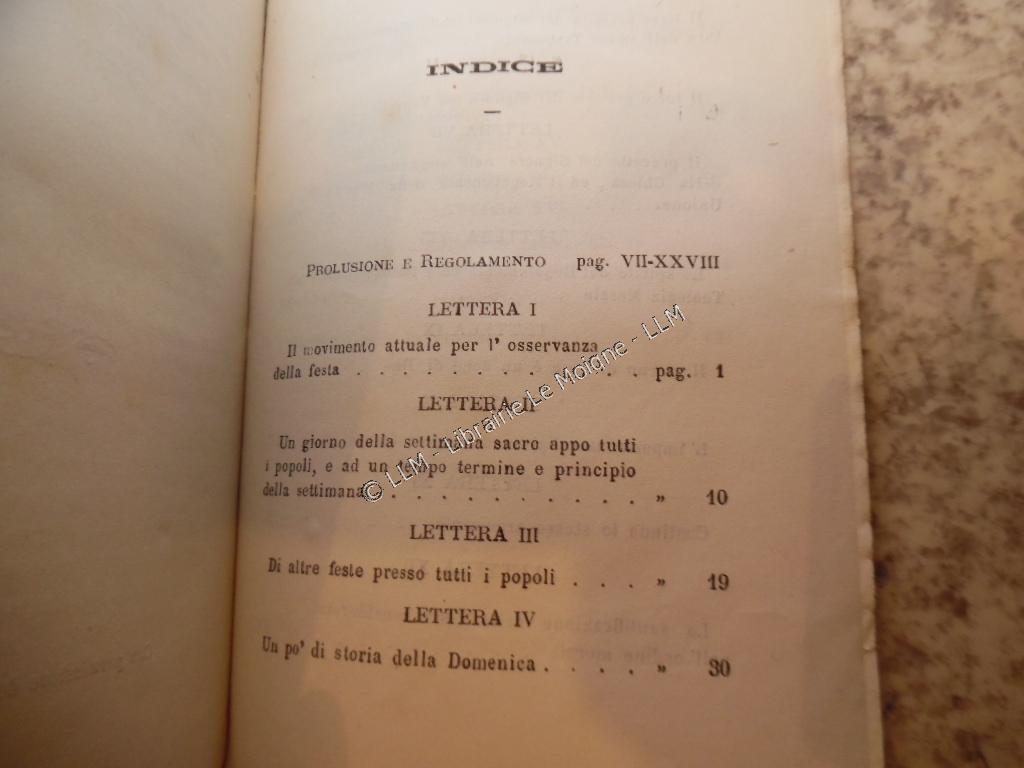 INDICE
PROLUSIONE E REGOLAMENTO pag. VII-XXVIII
LETTERA I
Il movimento attuale per l' osservanza
della festa . . . . . . . . . . . pag. 1
LETTERA II
Un giorno della settimana sacro appo tutti
i popoli, e ad un tempo termine e principio
della settimana . . . . . . . . . . „ 10
LETTERA III
Di altre feste presso tutti i popoli . . . „ 19
LETTERA IV
Un po' di storia della Domenica . . . . „ 30
© LLM - Librairie Le Moigne - LLM